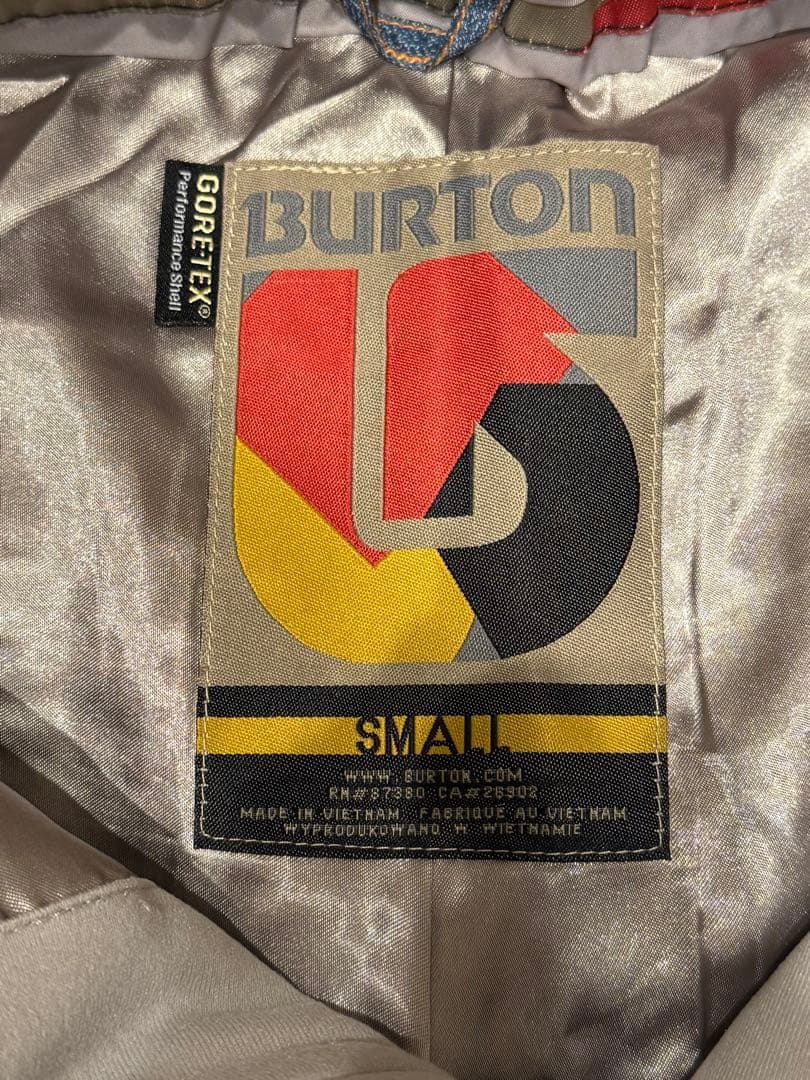 GORE-TEX®
Performance Shell
BURTON
SMALL
WWW.BURTON.COM
RN#87380 CA#26902
MADE IN VIETNAM FABRIQUE AU VIETNAM
WYPRODUKOWANO W WIETNAMIE